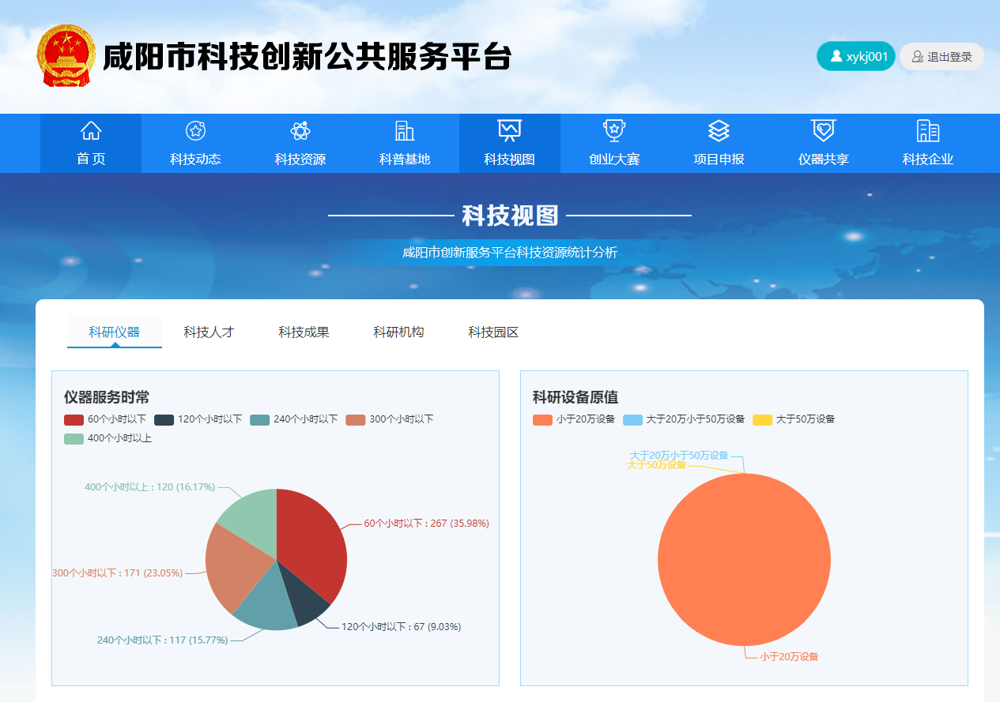 咸阳市科技创新公共服务平台
xykj001
退出登录
首 页
科技动态
科技资源
科普基地
科技视图
创业大赛
项目申报
仪器共享
科技企业
科技视图
咸阳市创新服务平台科技资源统计分析
科研仪器
科技人才
科技成果
科研机构
科技园区
仪器服务时常
60个小时以下
120个小时以下
240个小时以下
300个小时以下
400个小时以上
400个小时以上 : 120 (16.17%)
60个小时以下 : 267 (35.98%)
300个小时以下 : 171 (23.05%)
120个小时以下 : 67 (9.03%)
240个小时以下 : 117 (15.77%)
科研设备原值
小于20万设备
大于20万小于50万设备
大于50万设备
大于20万小于50万设备
大于50万设备
小于20万设备